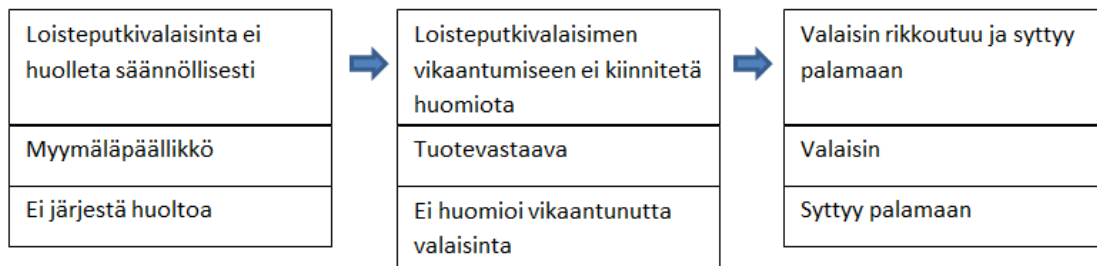 Loisteputkivalaisinta ei
huolleta säännöllisesti
Myymäläpäällikkö
Ei järjestä huoltoa
Loisteputkivalaisimen
vikaantumiseen ei kiinnitetä
huomiota
Tuotevastaava
Ei huomioi vikaantunutta
valaisinta
Valaisin rikkoutuu ja syttyy
palamaan
Valaisin
Syttyy palamaan